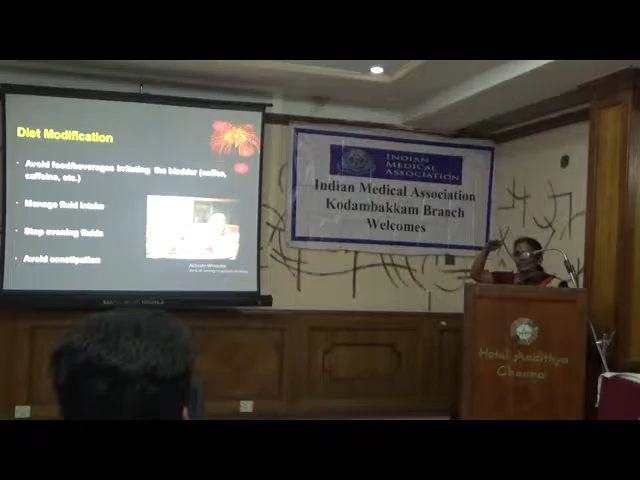 Diet Modification
Avoid food/beverages irritating the bladder (coffee,
caffeine, etc.)
Manage fluid intake
Stop evening fluids
Avoid constipation
INDIAN
MEDICAL
ASSOCIATION
Indian Medical Association
Kodambakkam Branch
Welcomes
Hotel Aadithya